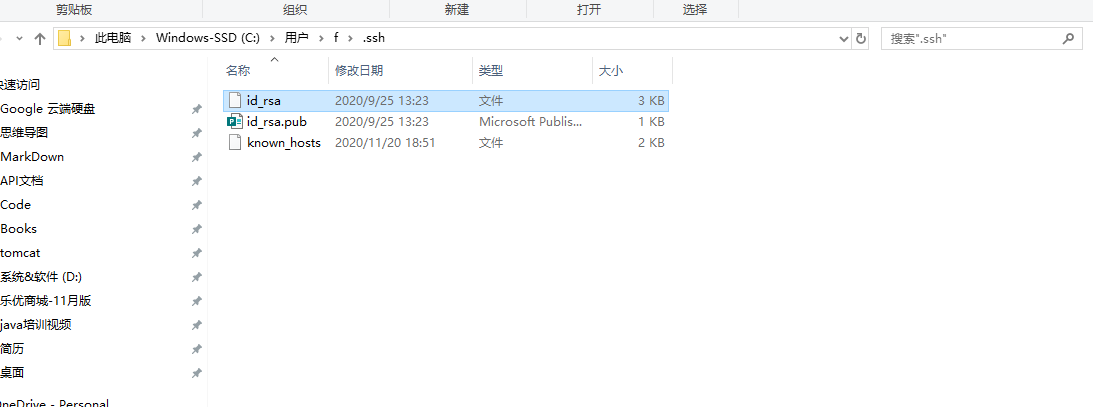 剪贴板 组织 新建 打开 选择
此电脑 Windows-SSD (C:) 用户 f .ssh 搜索".ssh"
名称 修改日期 类型 大小
快速访问
Google 云端硬盘
思维导图
MarkDown
API文档
Code
Books
tomcat
系统&软件 (D:)
乐优商城-11月版
java培训视频
简历
桌面
OneDrive - Personal
id_rsa 2020/9/25 13:23 文件 3 KB
id_rsa.pub 2020/9/25 13:23 Microsoft Publis... 1 KB
known_hosts 2020/11/20 18:51 文件 2 KB